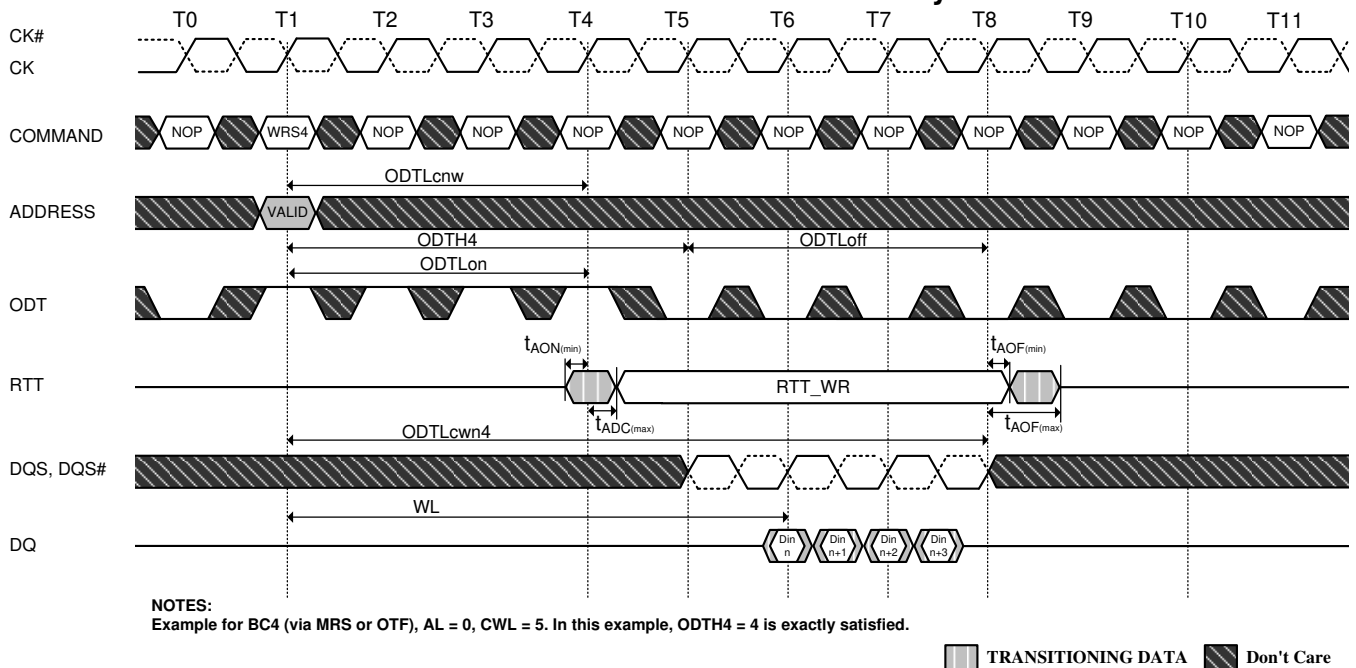 T0 T1 T2 T3 T4 T5 T6 T7 T8 T9 T10 T11
CK#
CK
COMMAND NOP WRS4 NOP NOP NOP NOP NOP NOP NOP NOP NOP NOP
ODTLcnw
ADDRESS VALID
ODTH4 ODTLoff
ODTLon
ODT
tAON(min) tAOF(min)
RTT RTT_WR
tADC(max) tAOF(max)
ODTLcwn4
DQS, DQS#
WL
DQ Din n Din n+1 Din n+2 Din n+3
NOTES:
Example for BC4 (via MRS or OTF), AL = 0, CWL = 5. In this example, ODTH4 = 4 is exactly satisfied.
TRANSITIONING DATA Don't Care